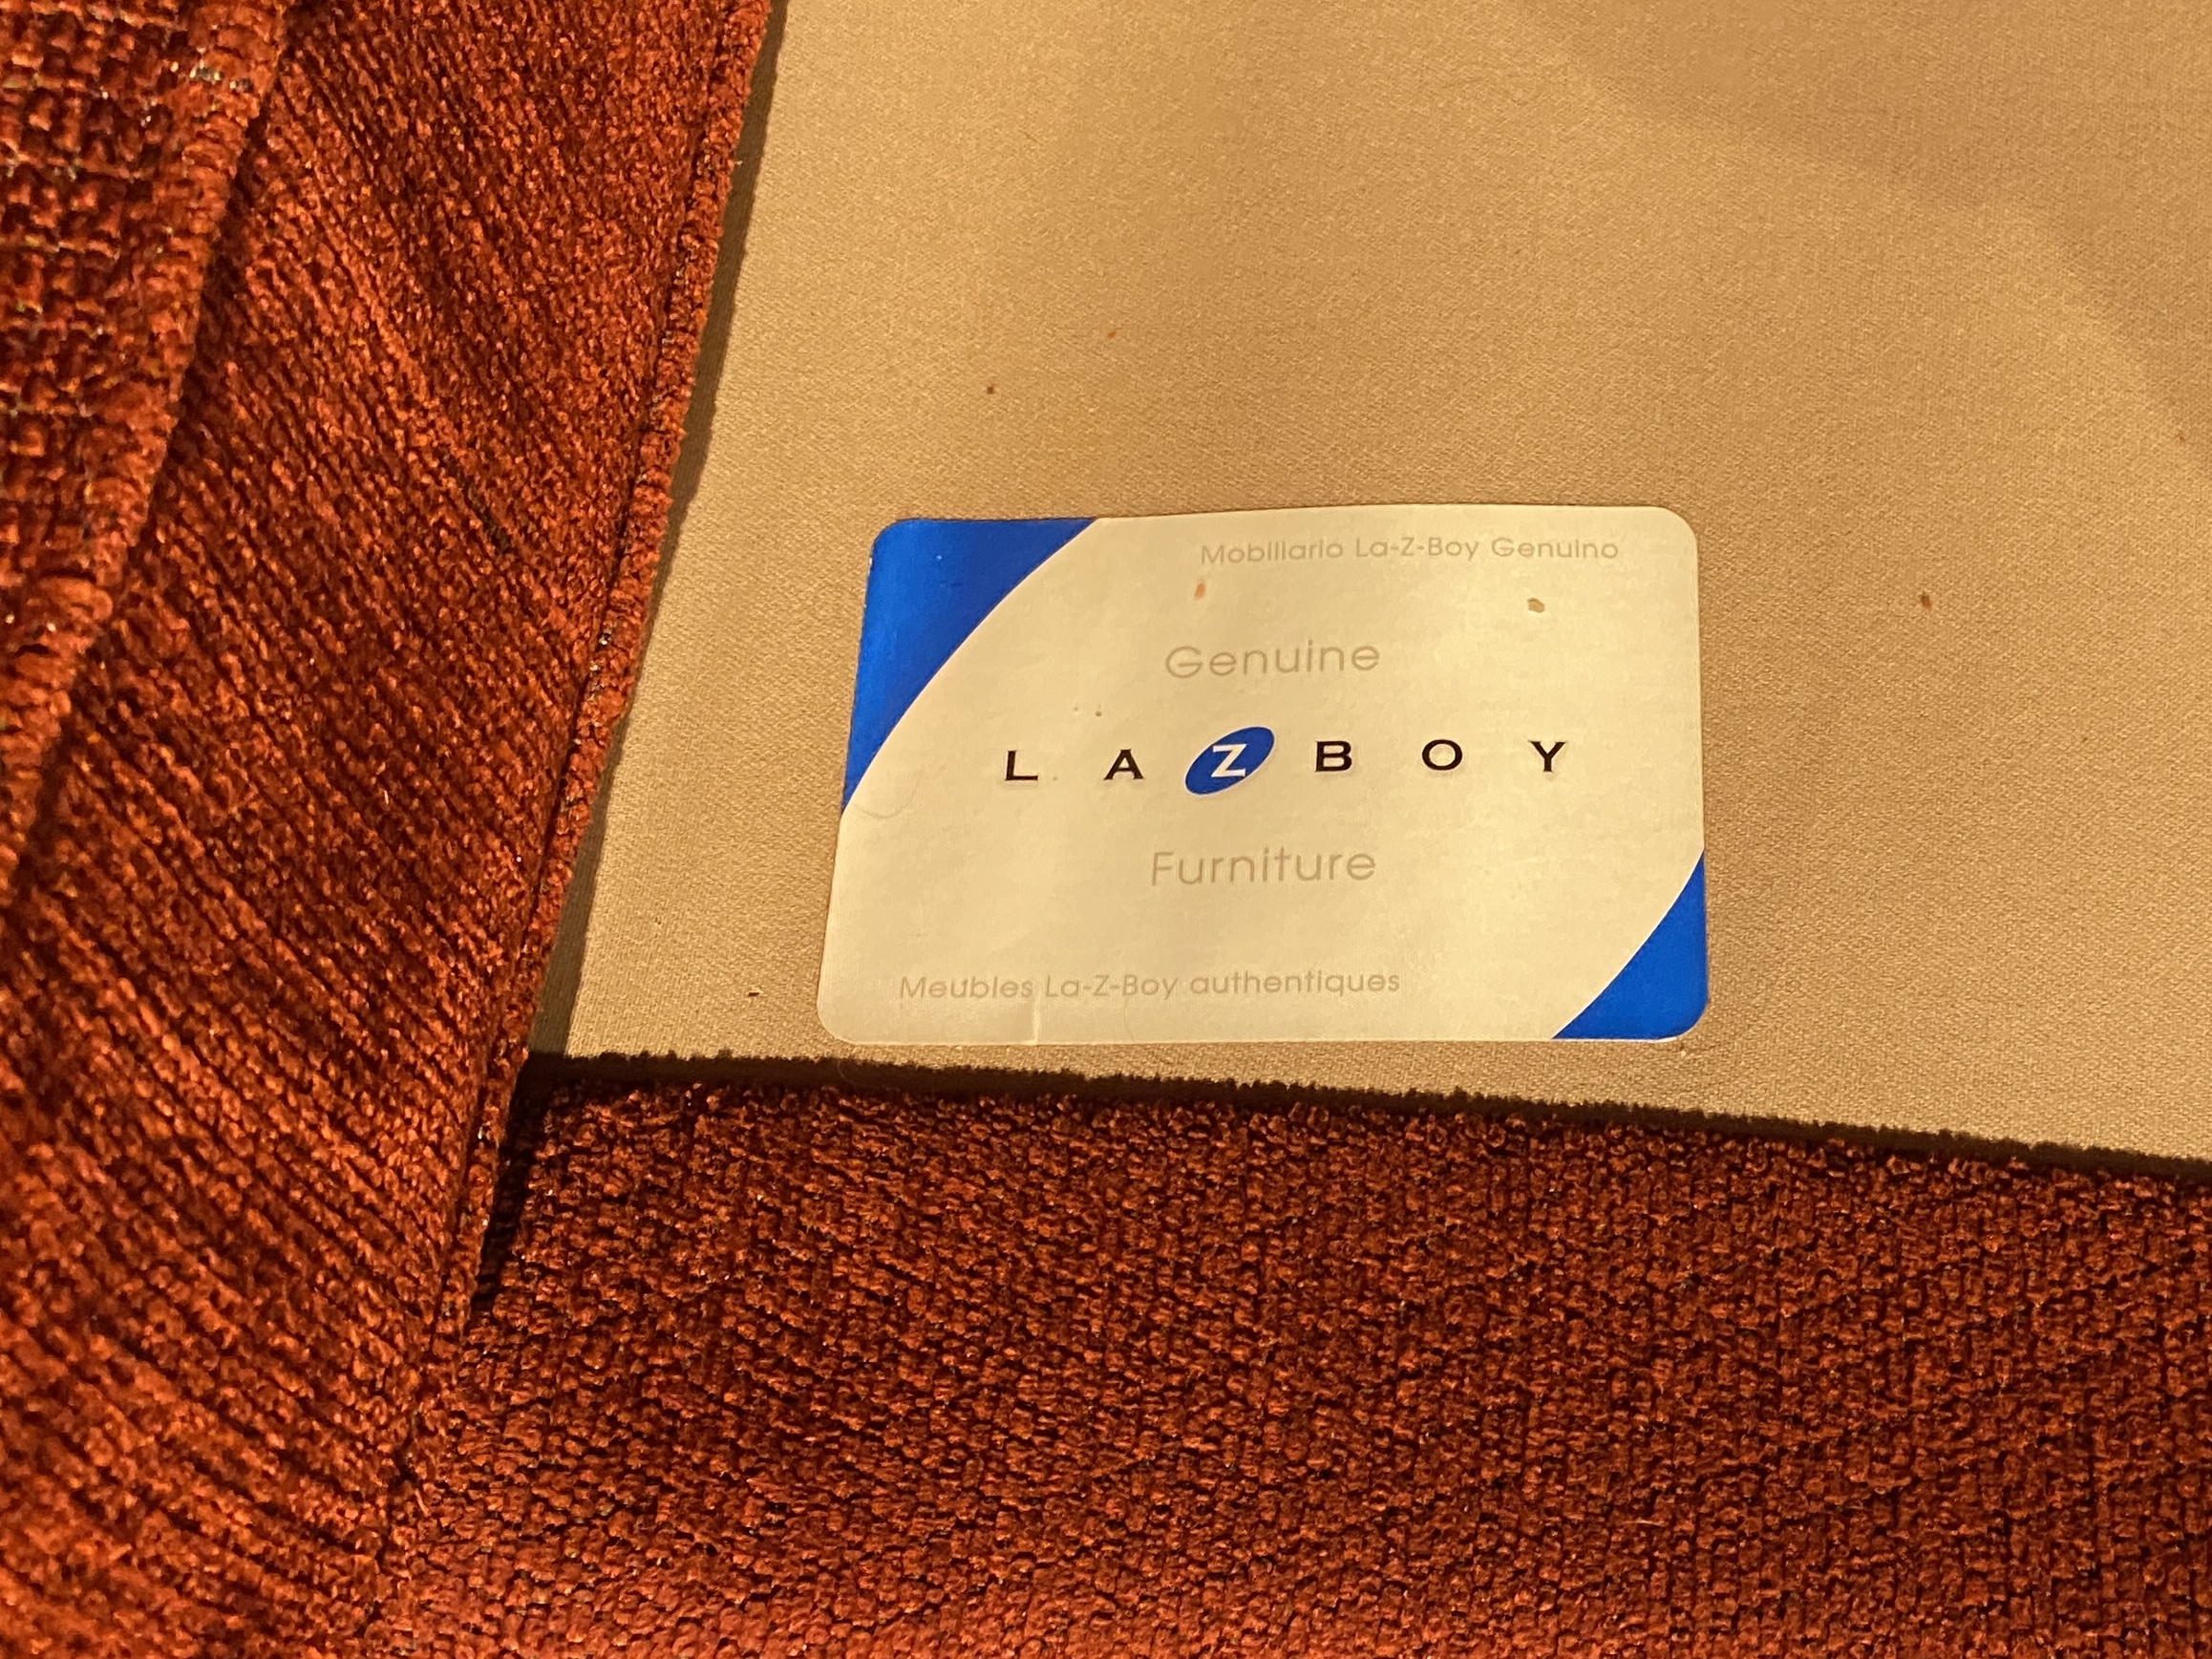 Mobiliario La-Z-Boy Genuino
Genuine
LAZBOY
Furniture
Meubles La-Z-Boy authentiques